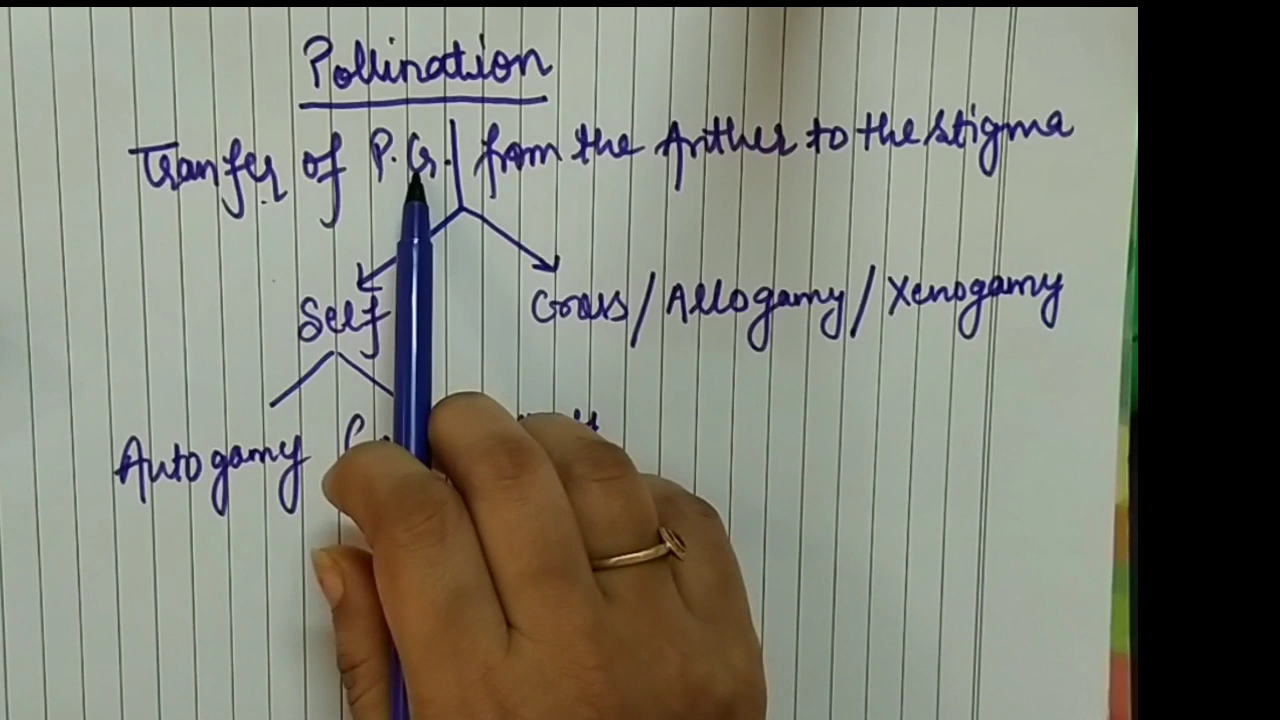 Pollination
Tranfer of P.G. from the Anther to the Stigma
Self Cross/Allogamy/Xenogamy
Autogamy